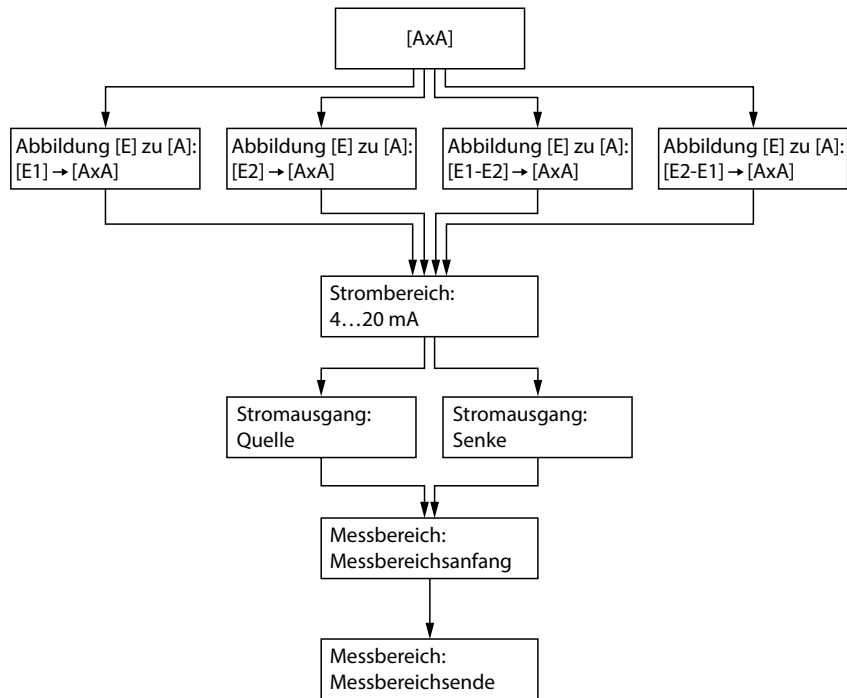 [AxA]
Abbildung [E] zu [A]:
[E1] → [AxA]
Abbildung [E] zu [A]:
[E2] → [AxA]
Abbildung [E] zu [A]:
[E1-E2] → [AxA]
Abbildung [E] zu [A]:
[E2-E1] → [AxA]
Strombereich:
4…20 mA
Stromausgang:
Quelle
Stromausgang:
Senke
Messbereich:
Messbereichsanfang
Messbereich:
Messbereichsende